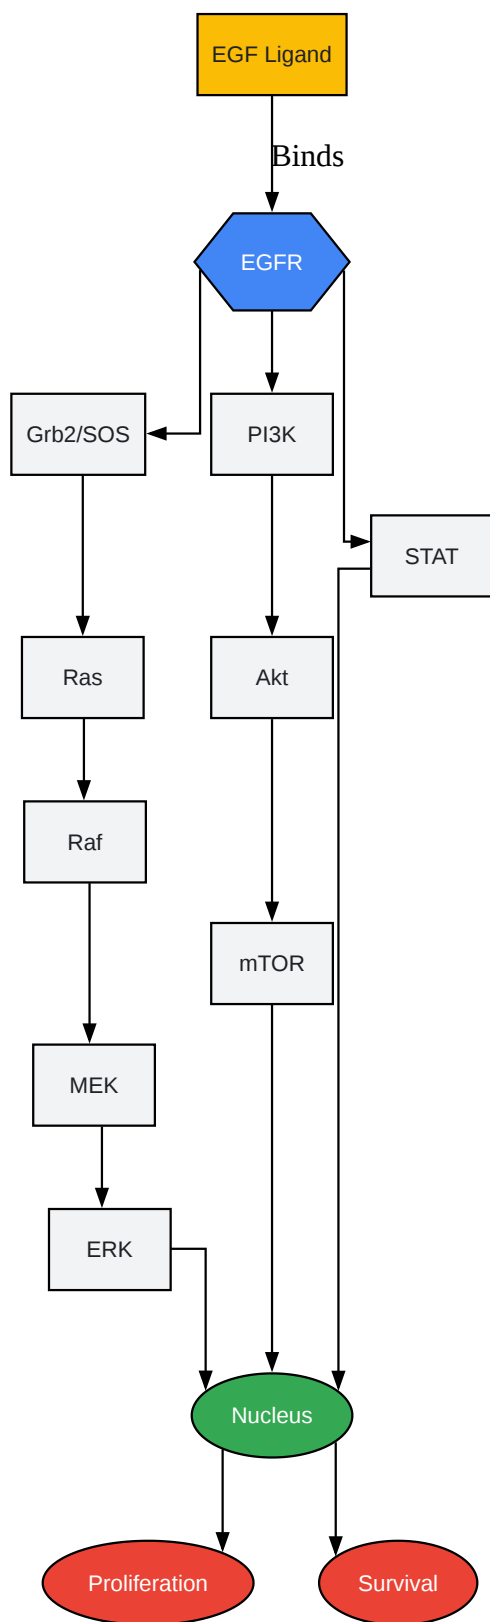 EGF Ligand
Binds
EGFR
Grb2/SOS
PI3K
STAT
Ras
Akt
Raf
mTOR
MEK
ERK
Nucleus
Proliferation
Survival